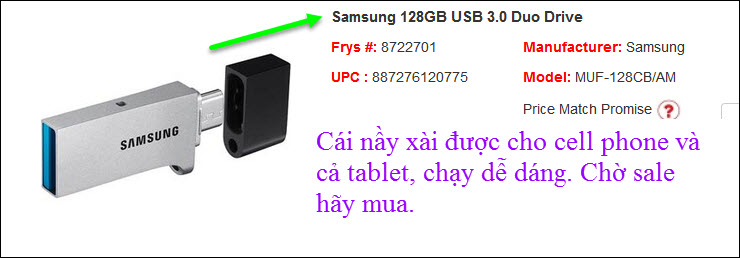 Samsung 128GB USB 3.0 Duo Drive
Frys #: 8722701 Manufacturer: Samsung
UPC : 887276120775 Model: MUF-128CB/AM
Price Match Promise ?
SAMSUNG
Cái nầy xài được cho cell phone và
cả tablet, chạy dễ dáng. Chờ sale
hãy mua.